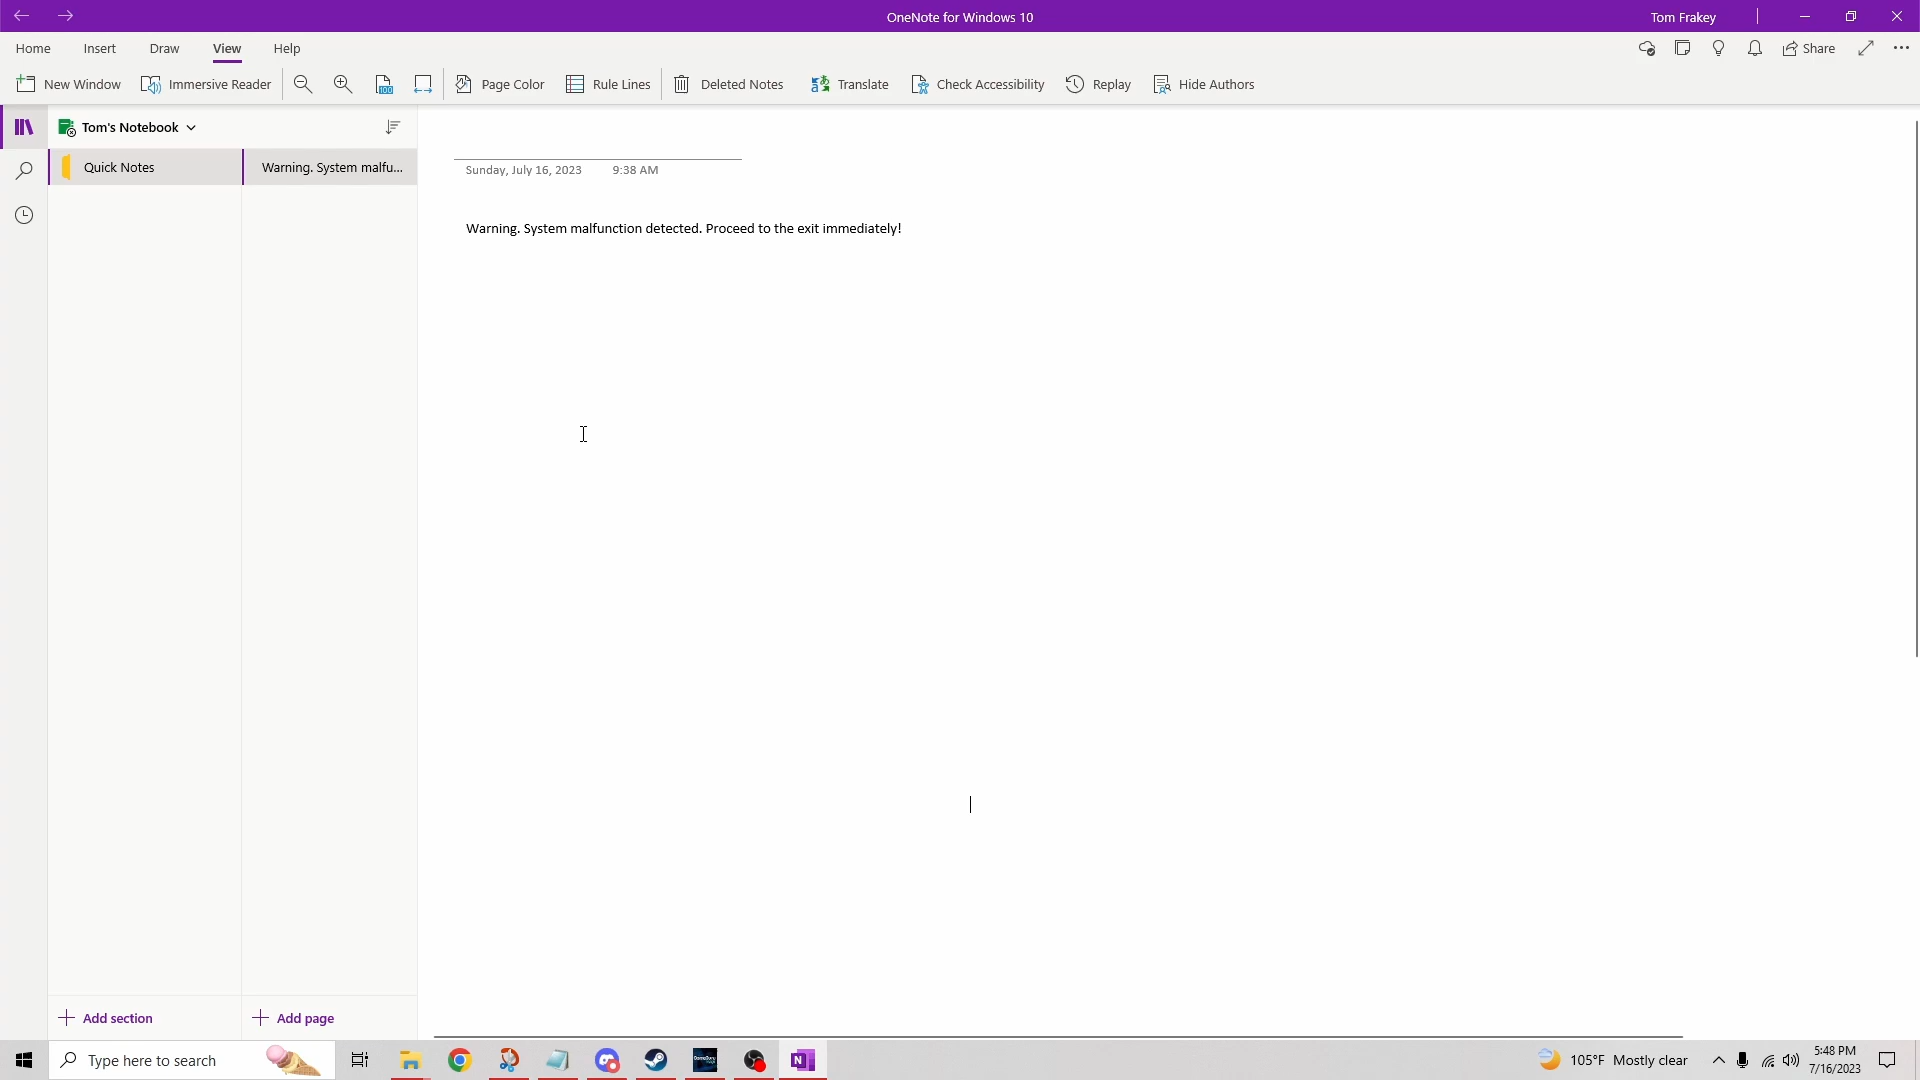 OneNote for Windows 10
Tom Frakey
Home Insert Draw View Help
Share
New Window Immersive Reader Page Color Rule Lines Deleted Notes Translate Check Accessibility Replay Hide Authors
Tom's Notebook
Quick Notes
Warning. System malfu...
Sunday, July 16, 2023 9:38 AM
Warning. System malfunction detected. Proceed to the exit immediately!
Add section
Add page
Type here to search
105°F Mostly clear
5:48 PM
7/16/2023